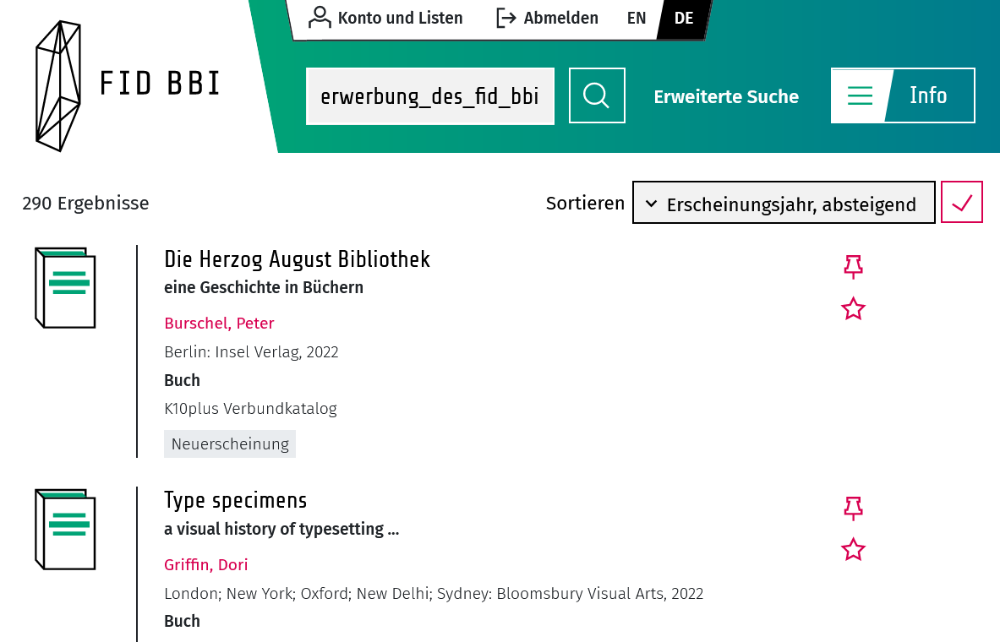 Konto und Listen
Abmelden
EN
DE
FID BBI
erwerbung_des_fid_bbi
Erweiterte Suche
Info
290 Ergebnisse
Sortieren
Erscheinungsjahr, absteigend
Die Herzog August Bibliothek
eine Geschichte in Büchern
Burschel, Peter
Berlin: Insel Verlag, 2022
Buch
K10plus Verbundkatalog
Neuerscheinung
Type specimens
a visual history of typesetting ...
Griffin, Dori
London; New York; Oxford; New Delhi; Sydney: Bloomsbury Visual Arts, 2022
Buch